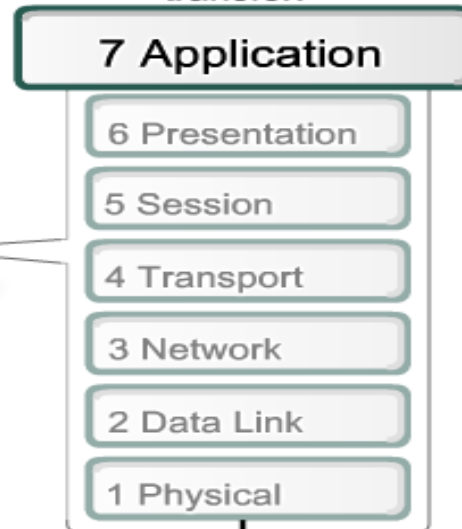 7 Application
6 Presentation
5 Session
4 Transport
3 Network
2 Data Link
1 Physical